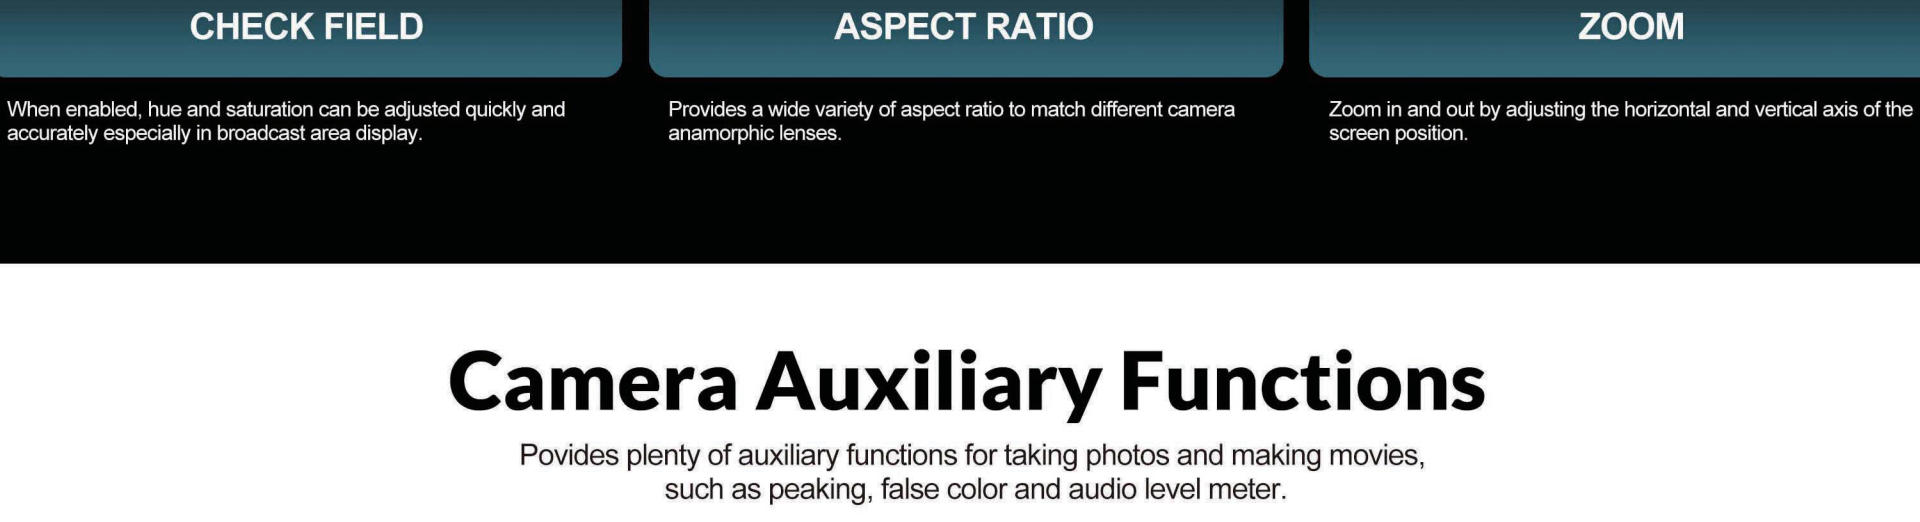 CHECK FIELD
When enabled, hue and saturation can be adjusted quickly and
accurately especially in broadcast area display.
ASPECT RATIO
Provides a wide variety of aspect ratio to match different camera
anamorphic lenses.
ZOOM
Zoom in and out by adjusting the horizontal and vertical axis of the
screen position.
Camera Auxiliary Functions
Povides plenty of auxiliary functions for taking photos and making movies,
such as peaking, false color and audio level meter.